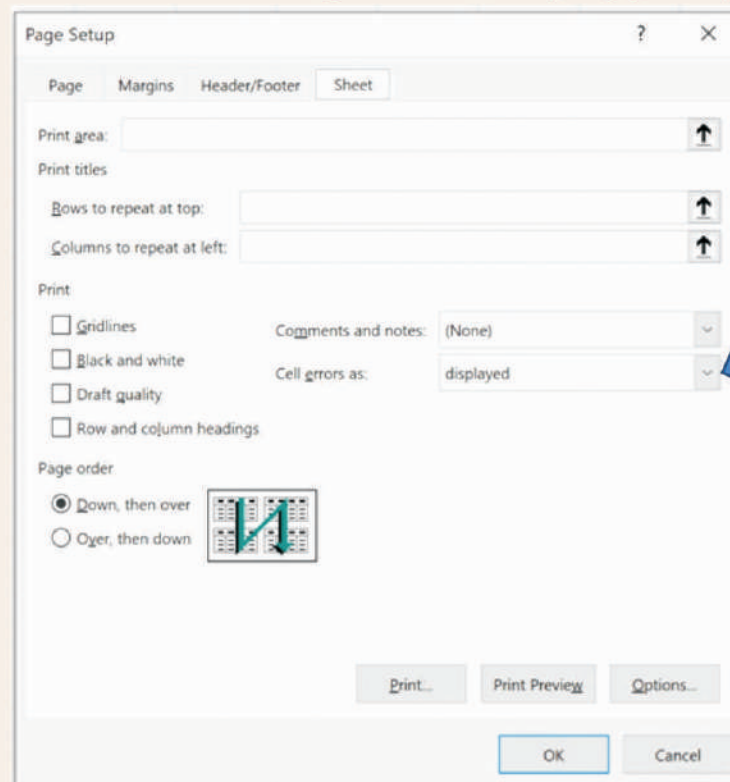 Page Setup ? ×
Page Margins Header/Footer Sheet
Print area:
Print titles
Rows to repeat at top:
Columns to repeat at left:
Print
Gridlines
Comments and notes: (None)
Black and white
Cell errors as: displayed
Draft quality
Row and column headings
Page order
Down, then over
Over, then down
Print... Print Preview Options...
OK Cancel